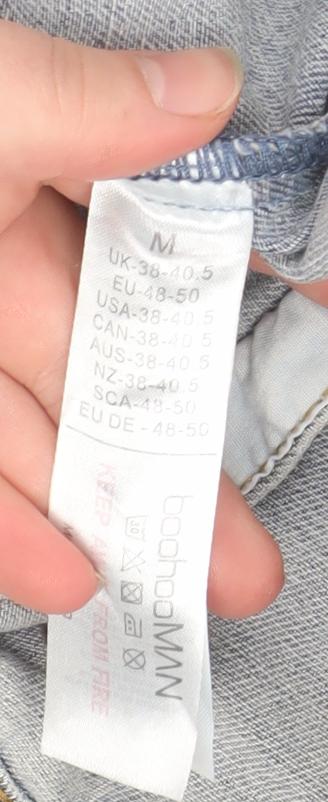 M
UK-38-40.5
EU-48-50
USA-38-40.5
CAN-38-40.5
AUS-38-40.5
NZ-38-40.5
SCA-48-50
EU DE - 48-50
boohooMAN
30
KEEP AWAY FROM FIRE